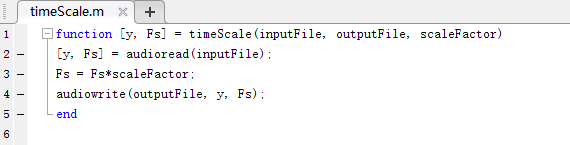 timeScale.m
1 function [y, Fs] = timeScale(inputFile, outputFile, scaleFactor)
2 [y, Fs] = audioread(inputFile);
3 Fs = Fs*scaleFactor;
4 audiowrite(outputFile, y, Fs);
5 end
6